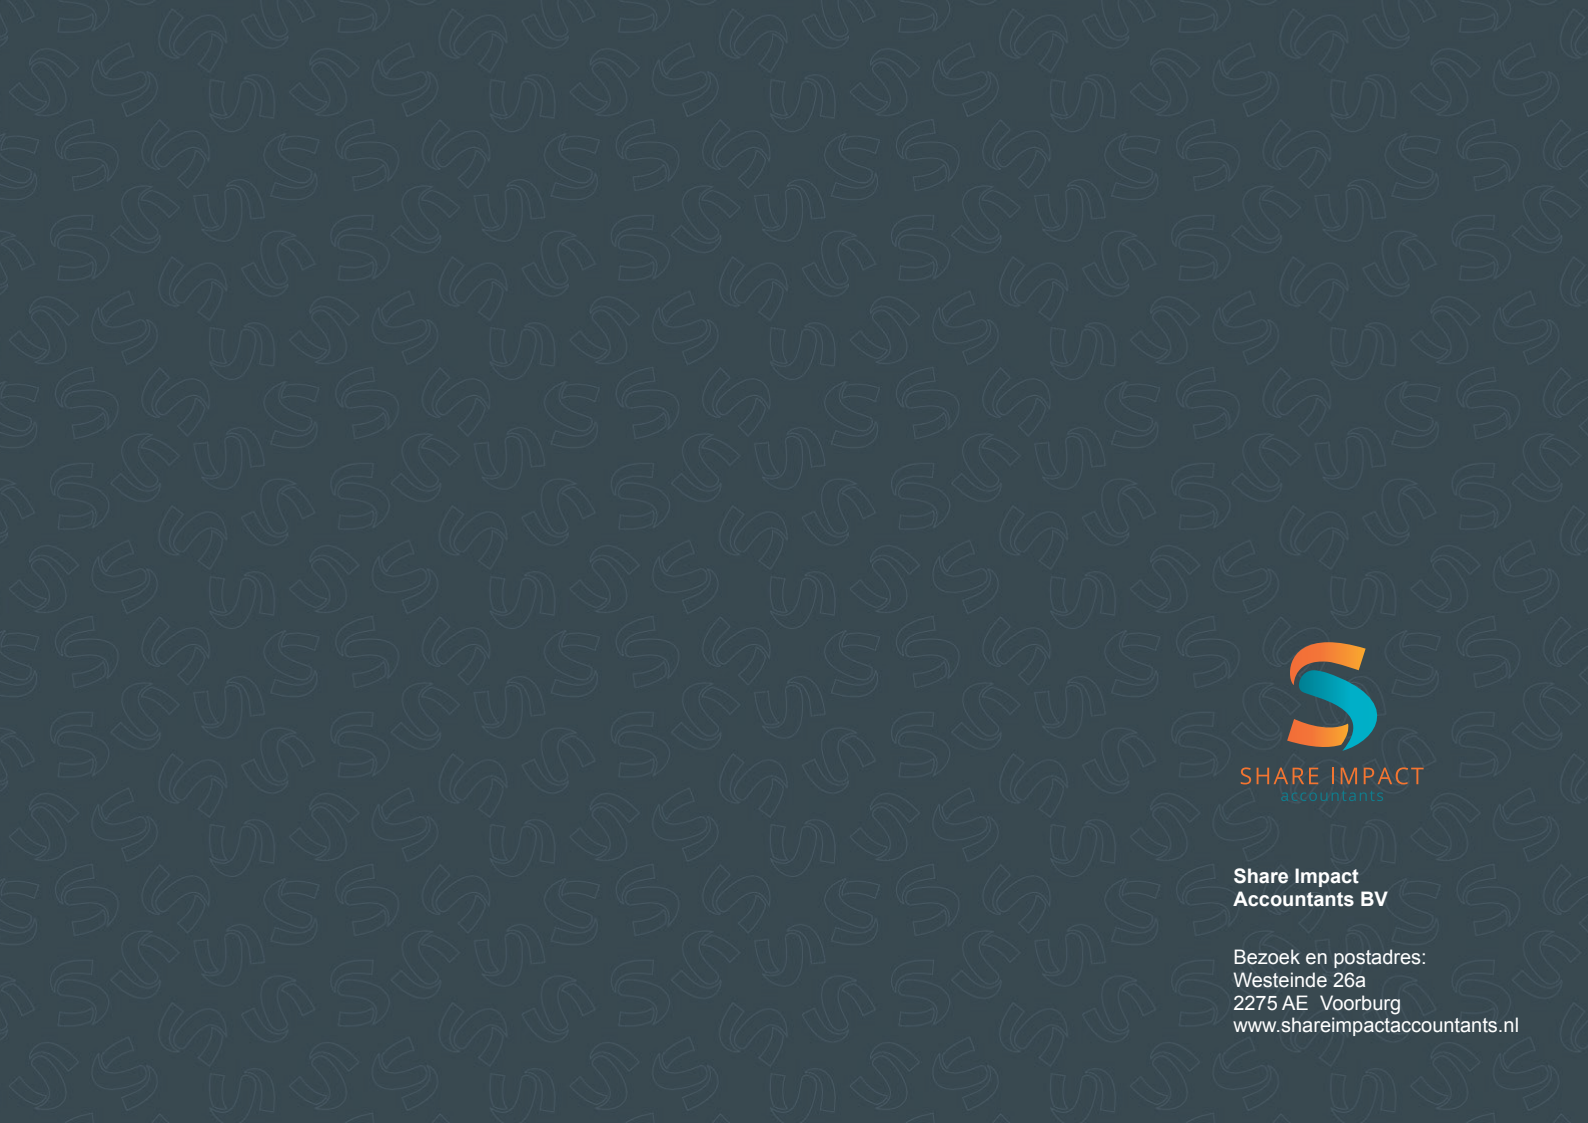 SHARE IMPACT
accountants
Share Impact
Accountants BV
Bezoek en postadres:
Westeinde 26a
2275 AE  Voorburg
www.shareimpactaccountants.nl